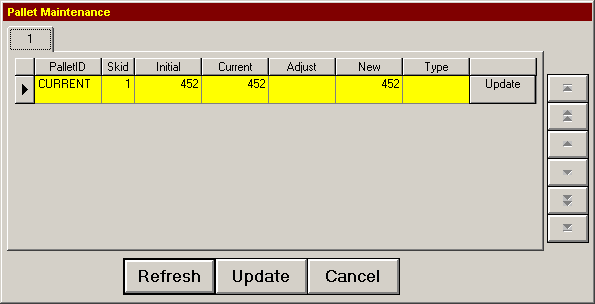 Pallet Maintenance
1
PalletID Skid Initial Current Adjust New Type
CURRENT 1 452 452 452 Update
Refresh Update Cancel